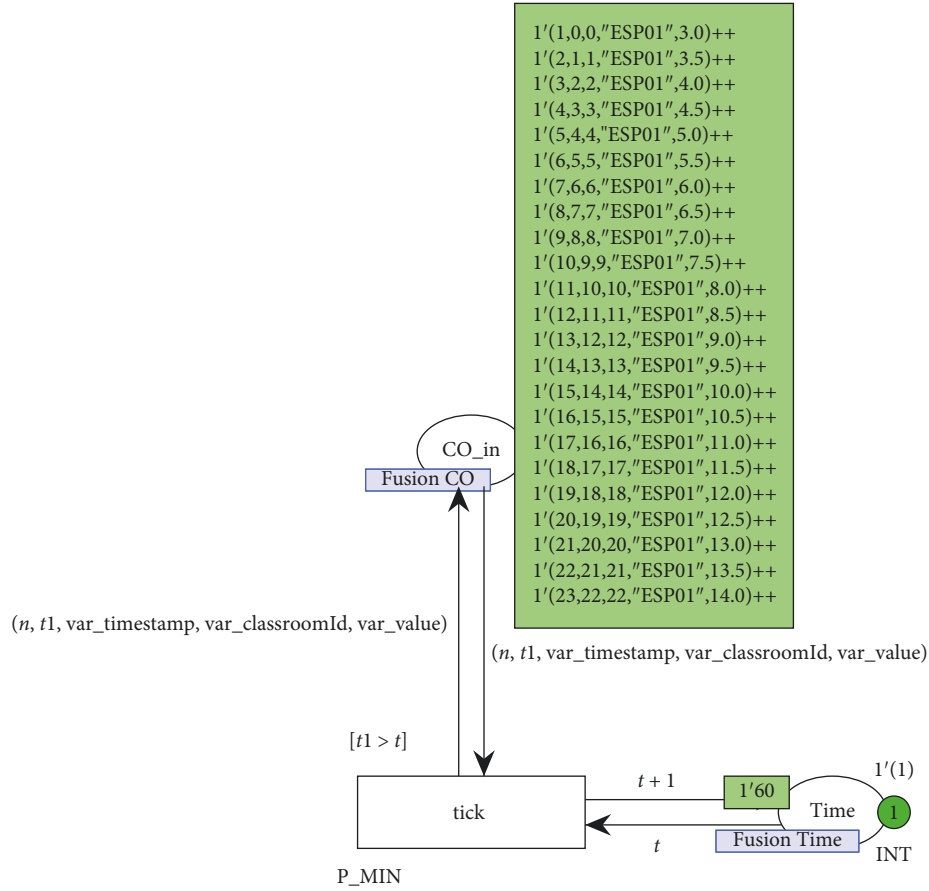 1′(1,0,0,″ESP01″,3.0)++
1′(2,1,1,″ESP01″,3.5)++
1′(3,2,2,″ESP01″,4.0)++
1′(4,3,3,″ESP01″,4.5)++
1′(5,4,4,″ESP01″,5.0)++
1′(6,5,5,″ESP01″,5.5)++
1′(7,6,6,″ESP01″,6.0)++
1′(8,7,7,″ESP01″,6.5)++
1′(9,8,8,″ESP01″,7.0)++
1′(10,9,9,″ESP01″,7.5)++
1′(11,10,10,″ESP01″,8.0)++
1′(12,11,11,″ESP01″,8.5)++
1′(13,12,12,″ESP01″,9.0)++
1′(14,13,13,″ESP01″,9.5)++
1′(15,14,14,″ESP01″,10.0)++
1′(16,15,15,″ESP01″,10.5)++
1′(17,16,16,″ESP01″,11.0)++
1′(18,17,17,″ESP01″,11.5)++
1′(19,18,18,″ESP01″,12.0)++
1′(20,19,19,″ESP01″,12.5)++
1′(21,20,20,″ESP01″,13.0)++
1′(22,21,21,″ESP01″,13.5)++
1′(23,22,22,″ESP01″,14.0)++
CO_in
Fusion CO
(n, t1, var_timestamp, var_classroomId, var_value)
(n, t1, var_timestamp, var_classroomId, var_value)
[t1 > t]
tick
P_MIN
t + 1
t
1′60
Time
Fusion Time
1′(1)
1
INT